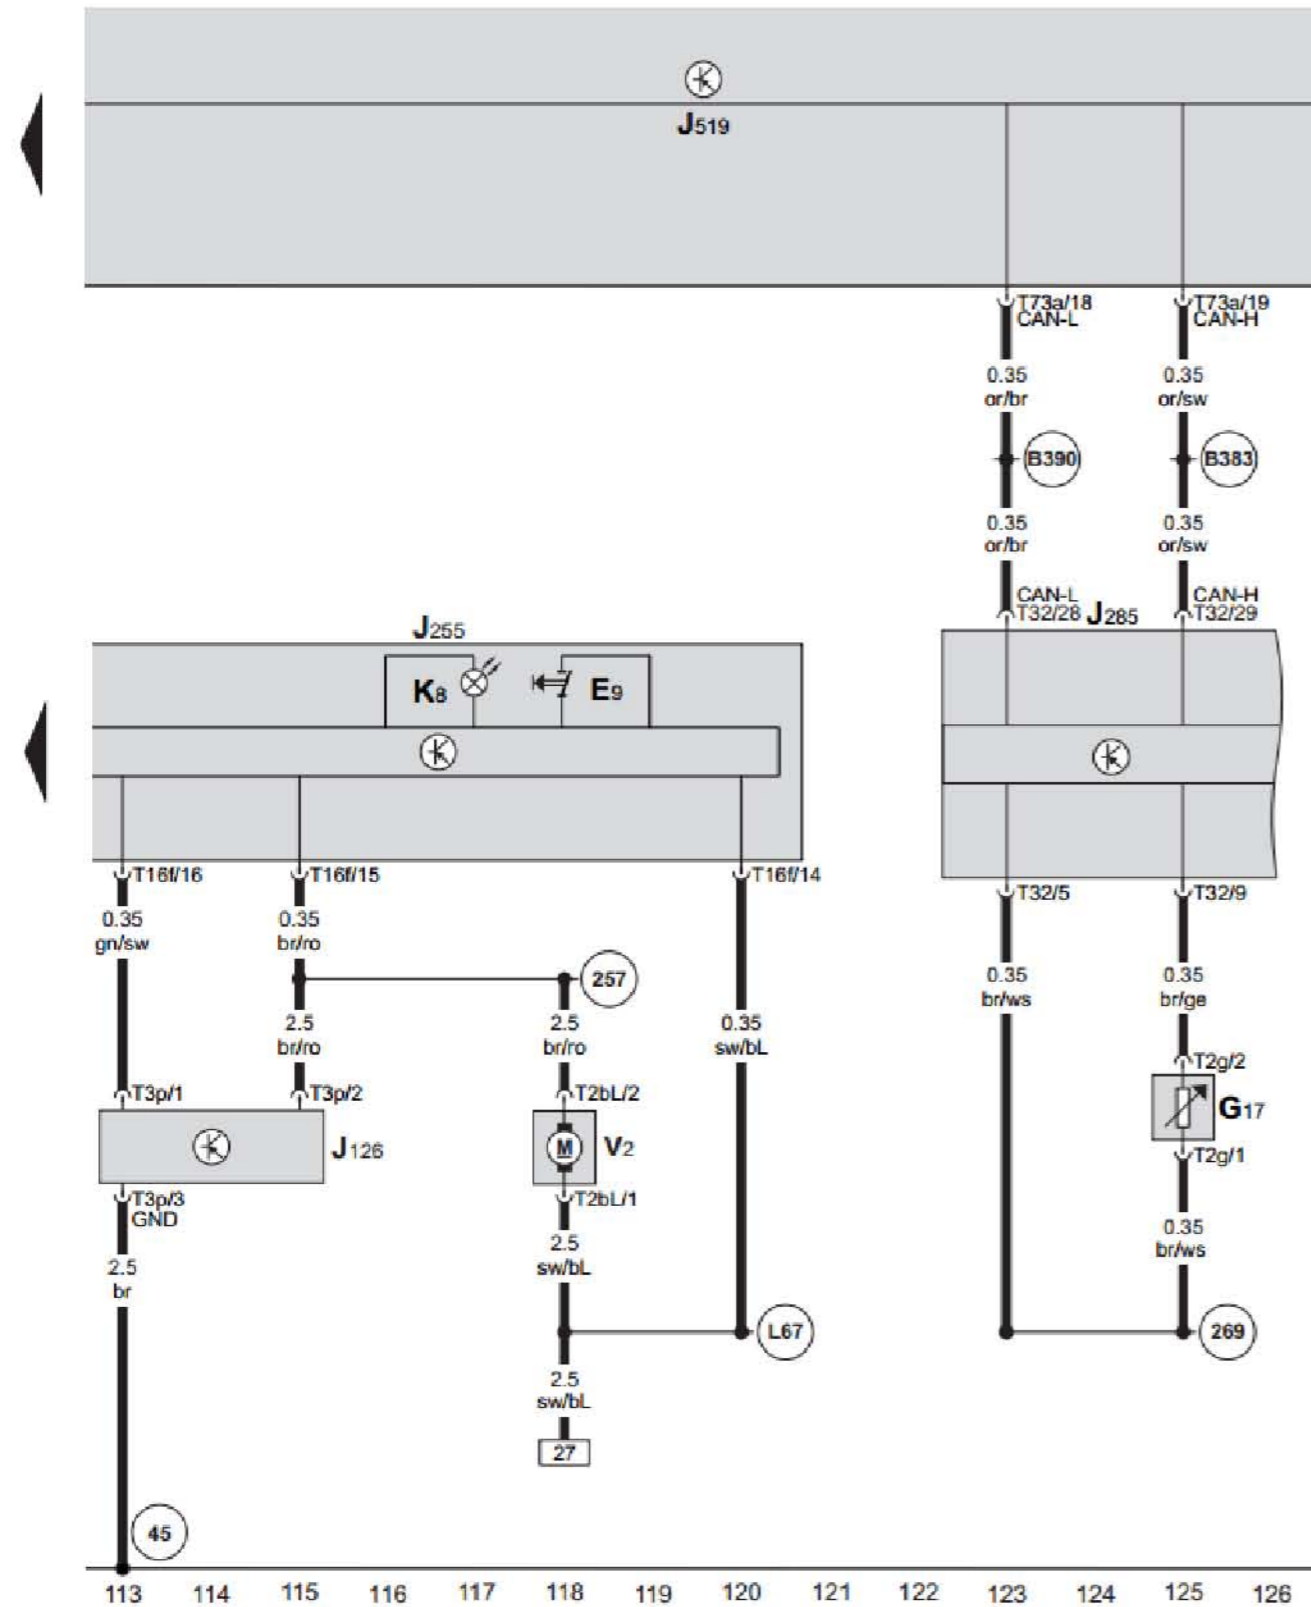 J519
T73a/18
CAN-L
T73a/19
CAN-H
0.35
or/br
0.35
or/sw
B390
B383
0.35
or/br
0.35
or/sw
CAN-L
T32/28
J285
CAN-H
T32/29
J255
K8
E9
T16f/16
T16f/15
T16f/14
T32/5
T32/9
0.35
gn/sw
0.35
br/ro
257
0.35
br/ws
0.35
br/ge
2.5
br/ro
2.5
br/ro
0.35
sw/bL
T2g/2
T3p/1
T3p/2
T2bL/2
G17
J126
M
V2
T2g/1
T3p/3
GND
T2bL/1
0.35
br/ws
2.5
br
2.5
sw/bL
L67
269
2.5
sw/bL
27
45
113 114 115 116 117 118 119 120 121 122 123 124 125 126